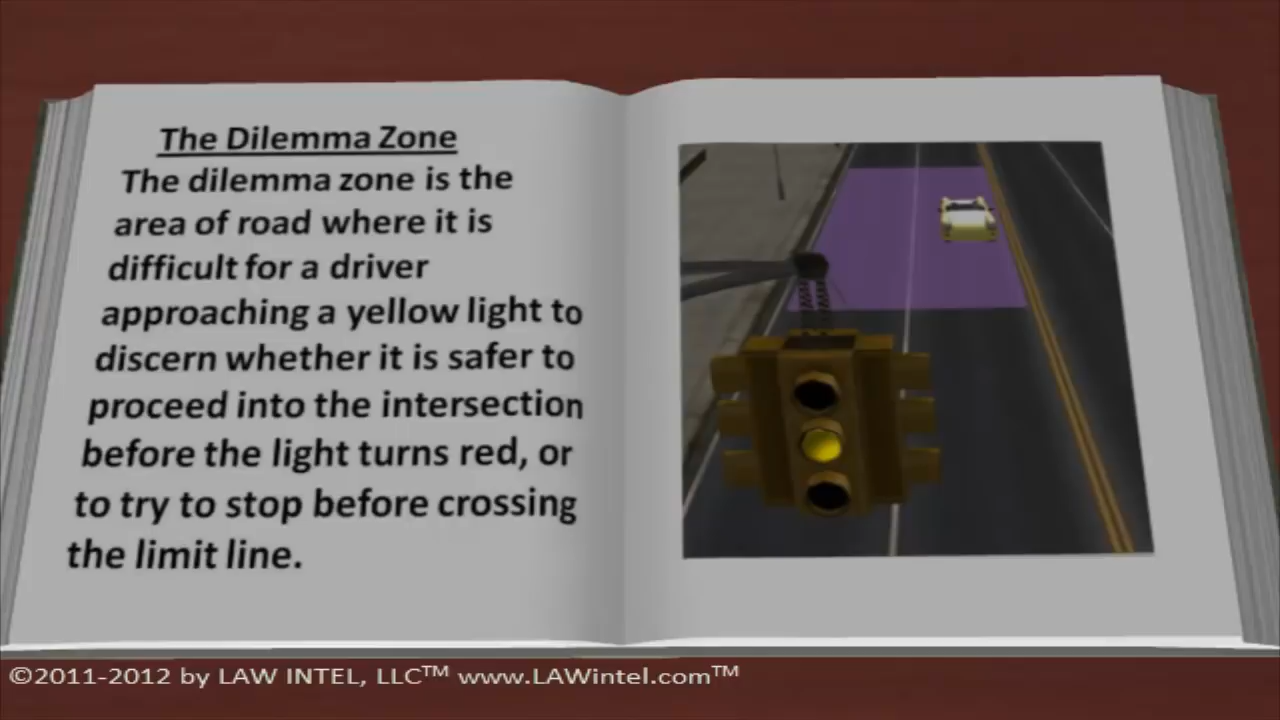 The Dilemma Zone
The dilemma zone is the
area of road where it is
difficult for a driver
approaching a yellow light to
discern whether it is safer to
proceed into the intersection
before the light turns red, or
to try to stop before crossing
the limit line.
©2011-2012 by LAW INTEL, LLC™ www.LAWintel.com™